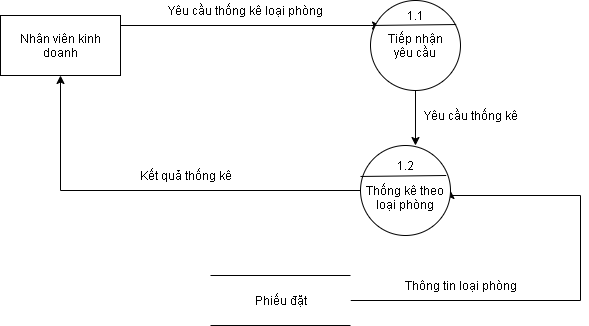 Yêu cầu thống kê loại phòng
1.1
Tiếp nhận
yêu cầu
Nhân viên kinh
doanh
Yêu cầu thống kê
1.2
Thống kê theo
loại phòng
Kết quả thống kê
Thông tin loại phòng
Phiếu đặt